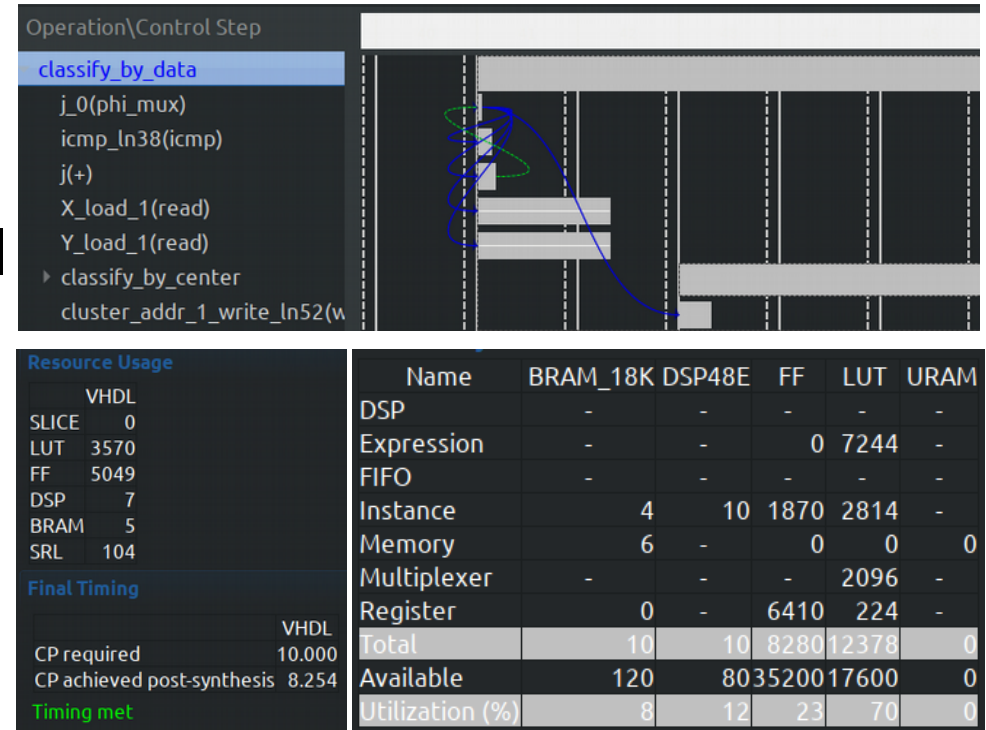 Operation\Control Step
classify_by_data
j_0(phi_mux)
icmp_ln38(icmp)
j(+)
X_load_1(read)
Y_load_1(read)
classify_by_center
cluster_addr_1_write_ln52(w
Resource Usage
VHDL
SLICE 0
LUT 3570
FF 5049
DSP 7
BRAM 5
SRL 104
Final Timing
VHDL
CP required 10.000
CP achieved post-synthesis 8.254
Timing met
Name BRAM_18K DSP48E FF LUT URAM
DSP - - - - -
Expression - - 0 7244 -
FIFO - - - - -
Instance 4 10 1870 2814 -
Memory 6 - 0 0 0
Multiplexer - - - 2096 -
Register 0 - 6410 224 -
Total 10 10 8280 12378 0
Available 120 80 35200 17600 0
Utilization (%) 8 12 23 70 0